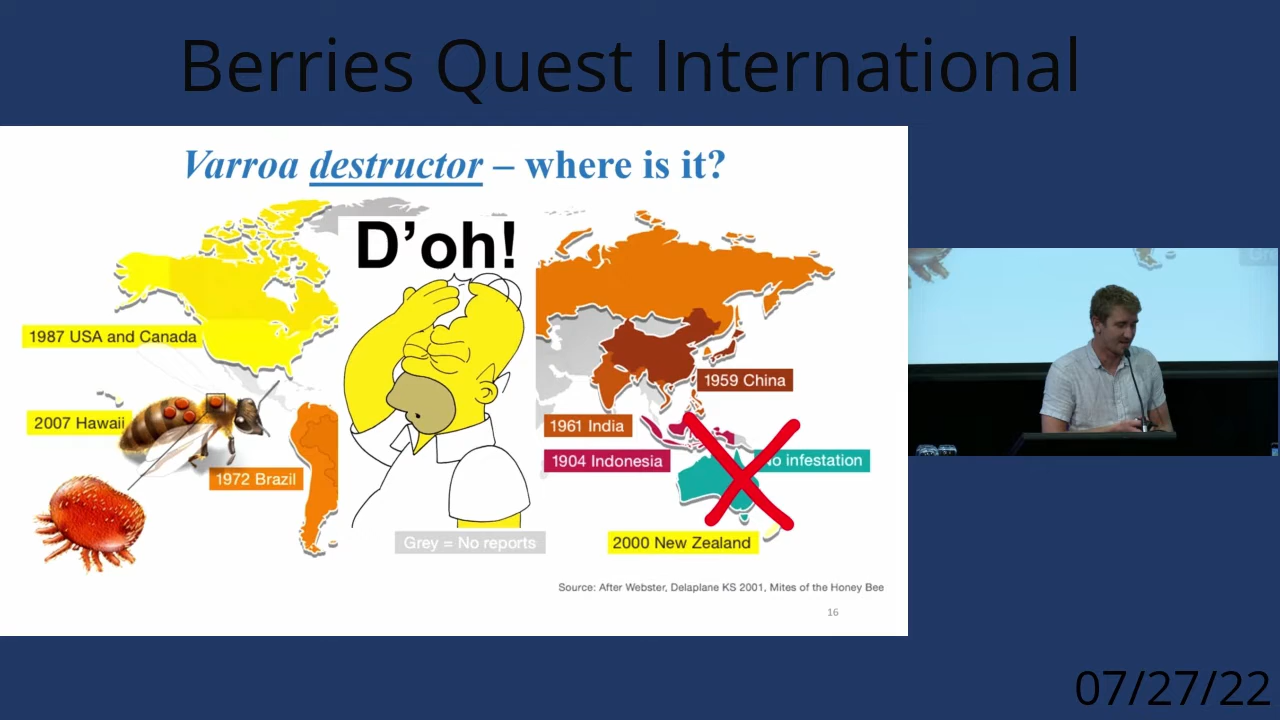 Berries Quest International
Varroa destructor – where is it?
D'oh!
1987 USA and Canada
1959 China
2007 Hawaii
1961 India
1904 Indonesia
o infestation
1972 Brazil
Grey = No reports
2000 New Zealand
Source: After Webster, Delaplane KS 2001, Mites of the Honey Bee
16
07/27/22